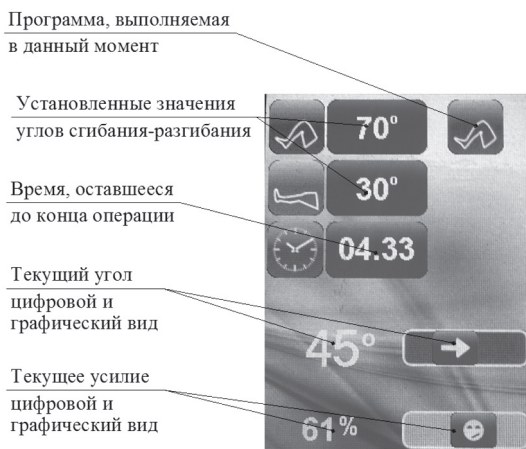 Программа, выполняемая
в данный момент
Установленные значения
углов сгибания-разгибания
70°
30°
Время, оставшееся
до конца операции
04.33
Текущий угол
цифровой и
графический вид
45°
Текущее усилие
цифровой и
графический вид
61%